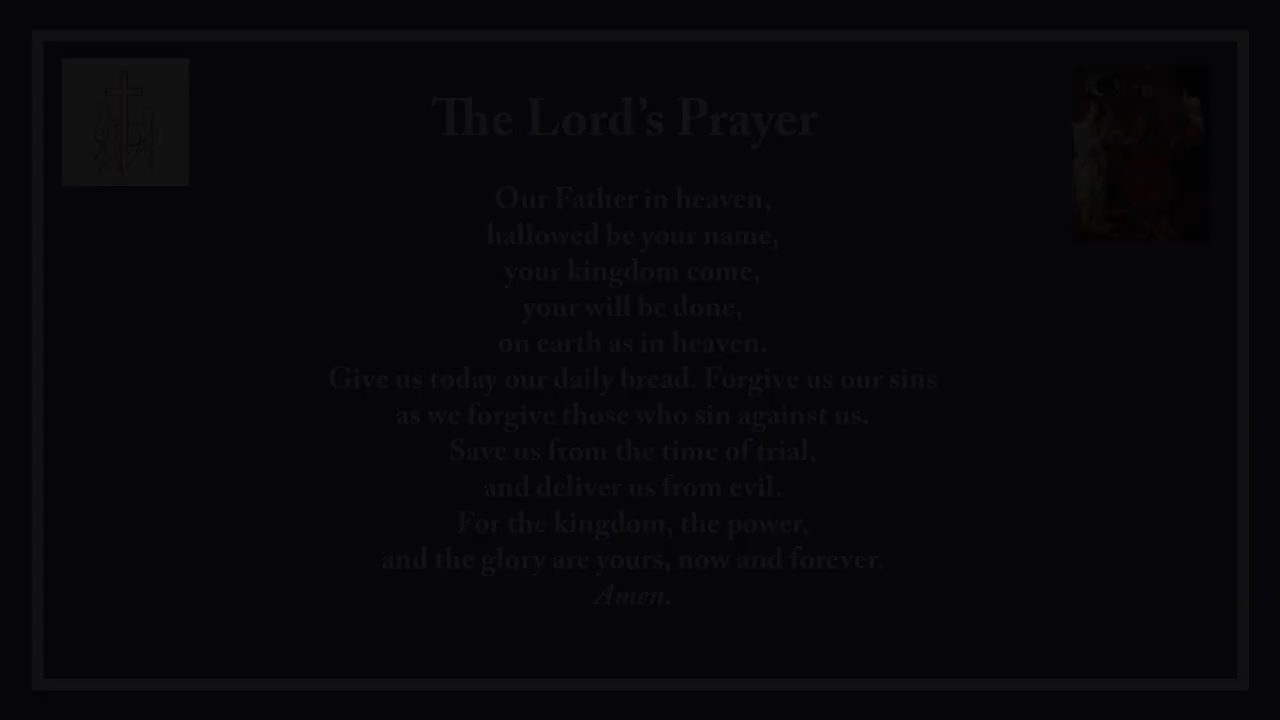 The Lord's Prayer
Our Father in heaven,
hallowed be your name,
your kingdom come,
your will be done,
on earth as in heaven.
Give us today our daily bread. Forgive us our sins
as we forgive those who sin against us.
Save us from the time of trial,
and deliver us from evil.
For the kingdom, the power,
and the glory are yours, now and forever.
Amen.